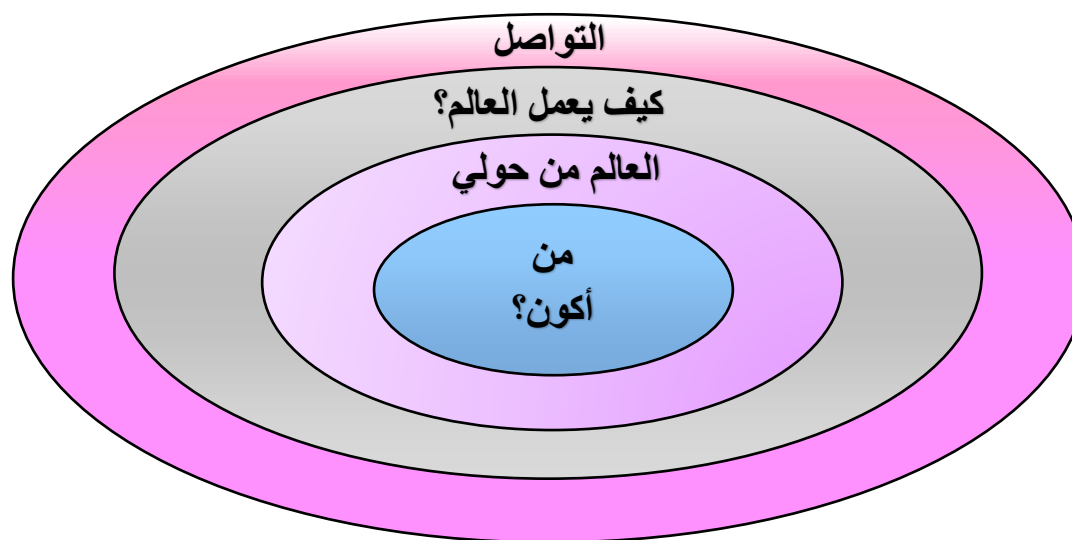 التواصل
كيف يعمل العالم؟
العالم من حولي
من
أكون؟